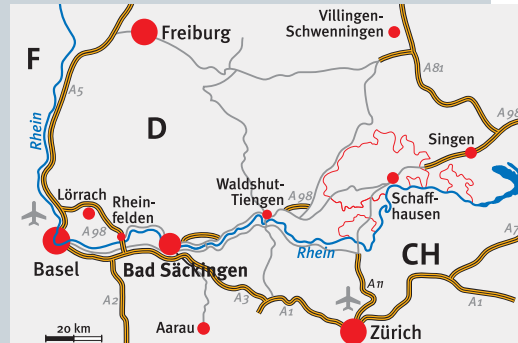 Villingen-
Schwenningen
Freiburg
F
A81
A5
Rhein
D
A98
Singen
Waldshut-
Tiengen
Lörrach
Rhein-
felden
A98
Schaff-
hausen
A98
Rhein
CH
A7
Basel
Bad Säckingen
A2
A3
A1
A11
A1
20 km
Aarau
Zürich